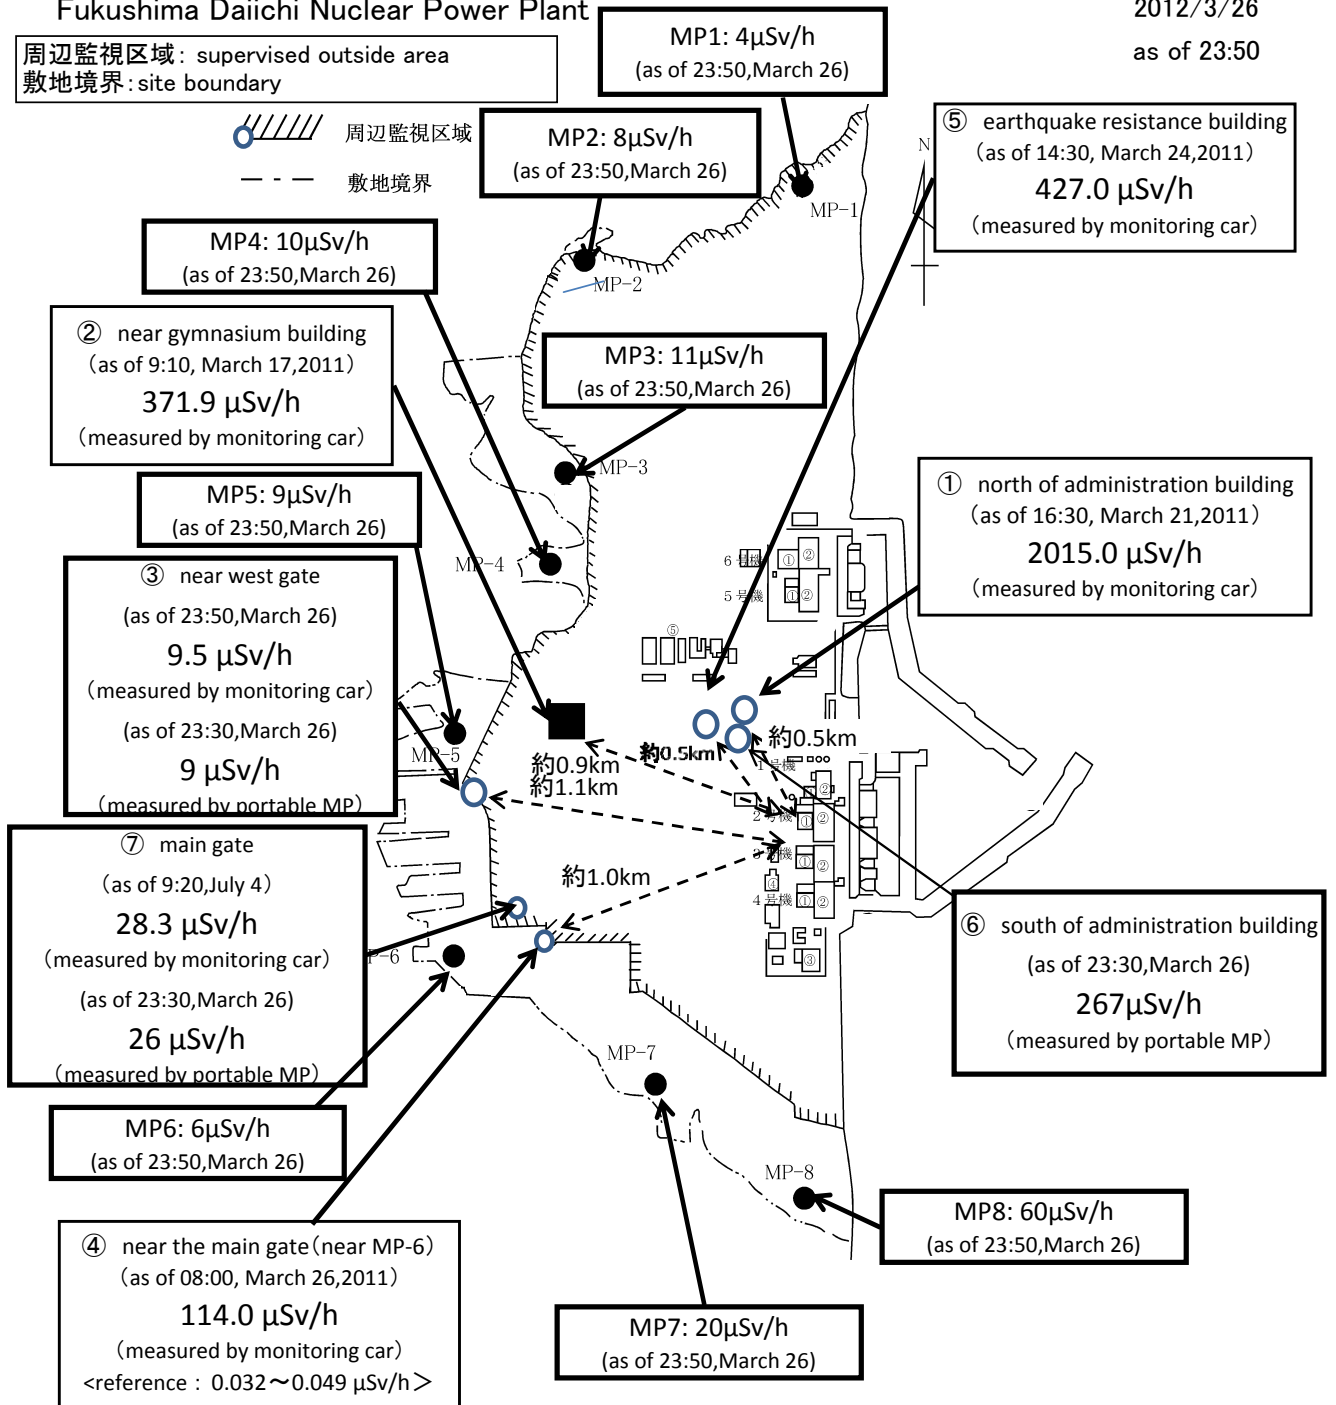 Fukushima Daiichi Nuclear Power Plant
2012/3/26
as of 23:50
周辺監視区域: supervised outside area
敷地境界:site boundary
周辺監視区域
敷地境界
MP1: 4μSv/h
(as of 23:50,March 26)
MP2: 8μSv/h
(as of 23:50,March 26)
⑤ earthquake resistance building
(as of 14:30, March 24,2011)
427.0 μSv/h
(measured by monitoring car)
N
MP-1
MP4: 10μSv/h
(as of 23:50,March 26)
MP-2
② near gymnasium building
(as of 9:10, March 17,2011)
371.9 μSv/h
(measured by monitoring car)
MP3: 11μSv/h
(as of 23:50,March 26)
MP-3
MP5: 9μSv/h
(as of 23:50,March 26)
① north of administration building
(as of 16:30, March 21,2011)
2015.0 μSv/h
(measured by monitoring car)
MP-4
6号機
① ②
5号機
① ②
⑤
③ near west gate
(as of 23:50,March 26)
9.5 μSv/h
(measured by monitoring car)
(as of 23:30,March 26)
9 μSv/h
(measured by portable MP)
MP-5
約0.9km
約1.1km
約0.5km
約0.5km
1号機
②
2号機
① ②
3号機
① ②
④
4号機
① ②
③
約1.0km
⑦ main gate
(as of 9:20,July 4)
28.3 μSv/h
(measured by monitoring car)
(as of 23:30,March 26)
26 μSv/h
(measured by portable MP)
P-6
⑥ south of administration building
(as of 23:30,March 26)
267μSv/h
(measured by portable MP)
MP-7
MP6: 6μSv/h
(as of 23:50,March 26)
MP-8
MP8: 60μSv/h
(as of 23:50,March 26)
④ near the main gate(near MP-6)
(as of 08:00, March 26,2011)
114.0 μSv/h
(measured by monitoring car)
<reference : 0.032～0.049 μSv/h＞
MP7: 20μSv/h
(as of 23:50,March 26)